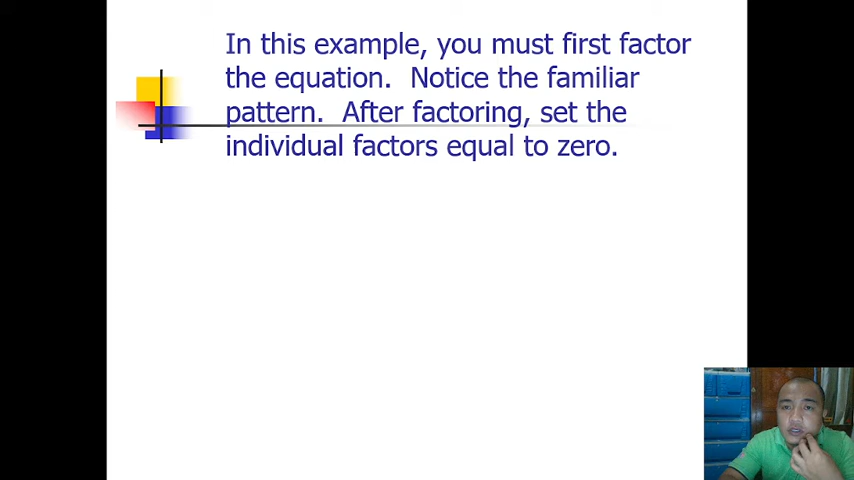 In this example, you must first factor
the equation.  Notice the familiar
pattern.  After factoring, set the
individual factors equal to zero.